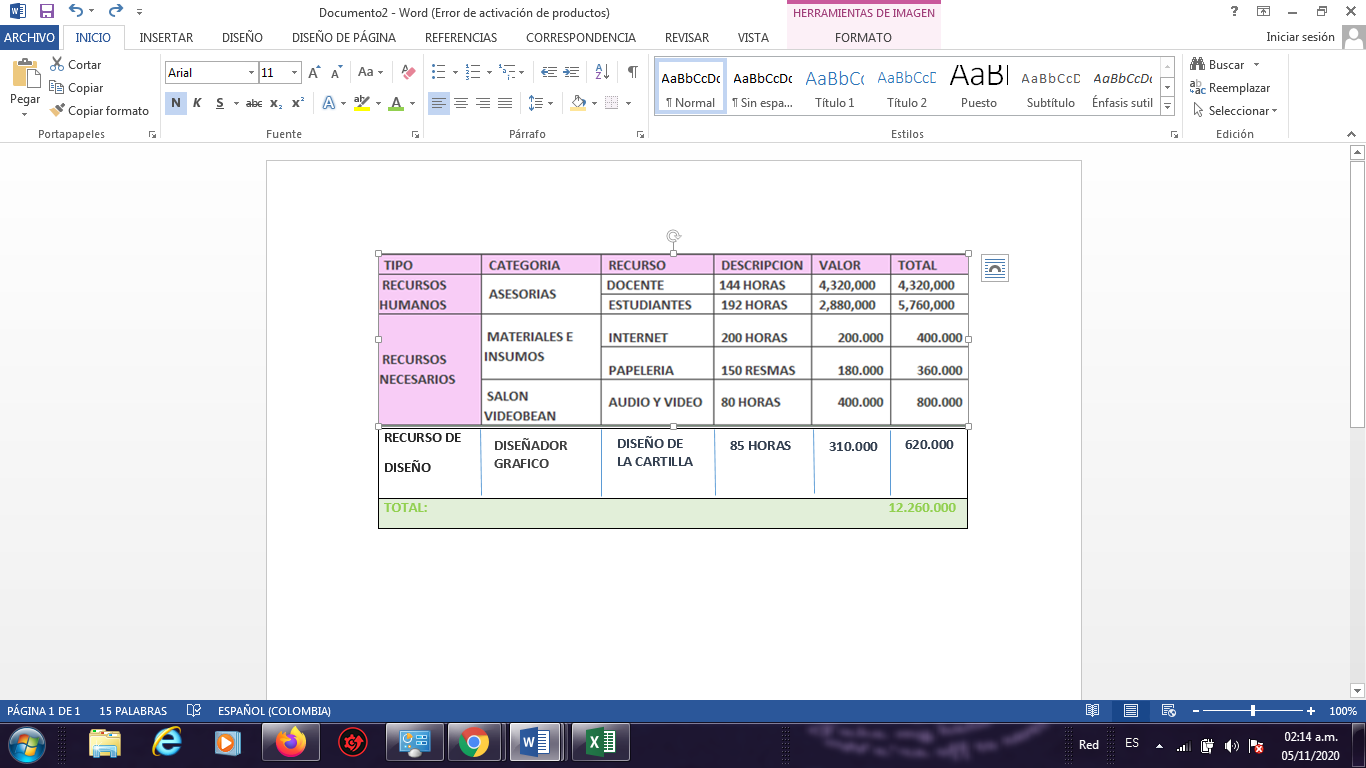 Documento2 - Word (Error de activación de productos)
HERRAMIENTAS DE IMAGEN
?
ARCHIVO INICIO INSERTAR DISEÑO DISEÑO DE PÁGINA REFERENCIAS CORRESPONDENCIA REVISAR VISTA FORMATO Iniciar sesión
Pegar
Cortar
Copiar
Copiar formato
Portapapeles
Arial 11
N K S abc x₂ x²
Fuente
Párrafo
AaBbCcDc AaBbCcDc AaBbCc AaBbCcD AaBl AaBbCcD AaBbCcDc
¶ Normal ¶ Sin espa... Título 1 Título 2 Puesto Subtítulo Énfasis sutil
Estilos
Buscar
Reemplazar
Seleccionar
Edición
TIPO CATEGORIA RECURSO DESCRIPCION VALOR TOTAL
RECURSOS HUMANOS ASESORIAS DOCENTE 144 HORAS 4,320,000 4,320,000
ESTUDIANTES 192 HORAS 2,880,000 5,760,000
RECURSOS NECESARIOS MATERIALES E INSUMOS INTERNET 200 HORAS 200.000 400.000
PAPELERIA 150 RESMAS 180.000 360.000
SALON VIDEOBEAN AUDIO Y VIDEO 80 HORAS 400.000 800.000
RECURSO DE DISEÑO DISEÑADOR GRAFICO DISEÑO DE LA CARTILLA 85 HORAS 310.000 620.000
TOTAL: 12.260.000
PÁGINA 1 DE 1 15 PALABRAS ESPAÑOL (COLOMBIA) 100%
Red ES 02:14 a.m.
05/11/2020